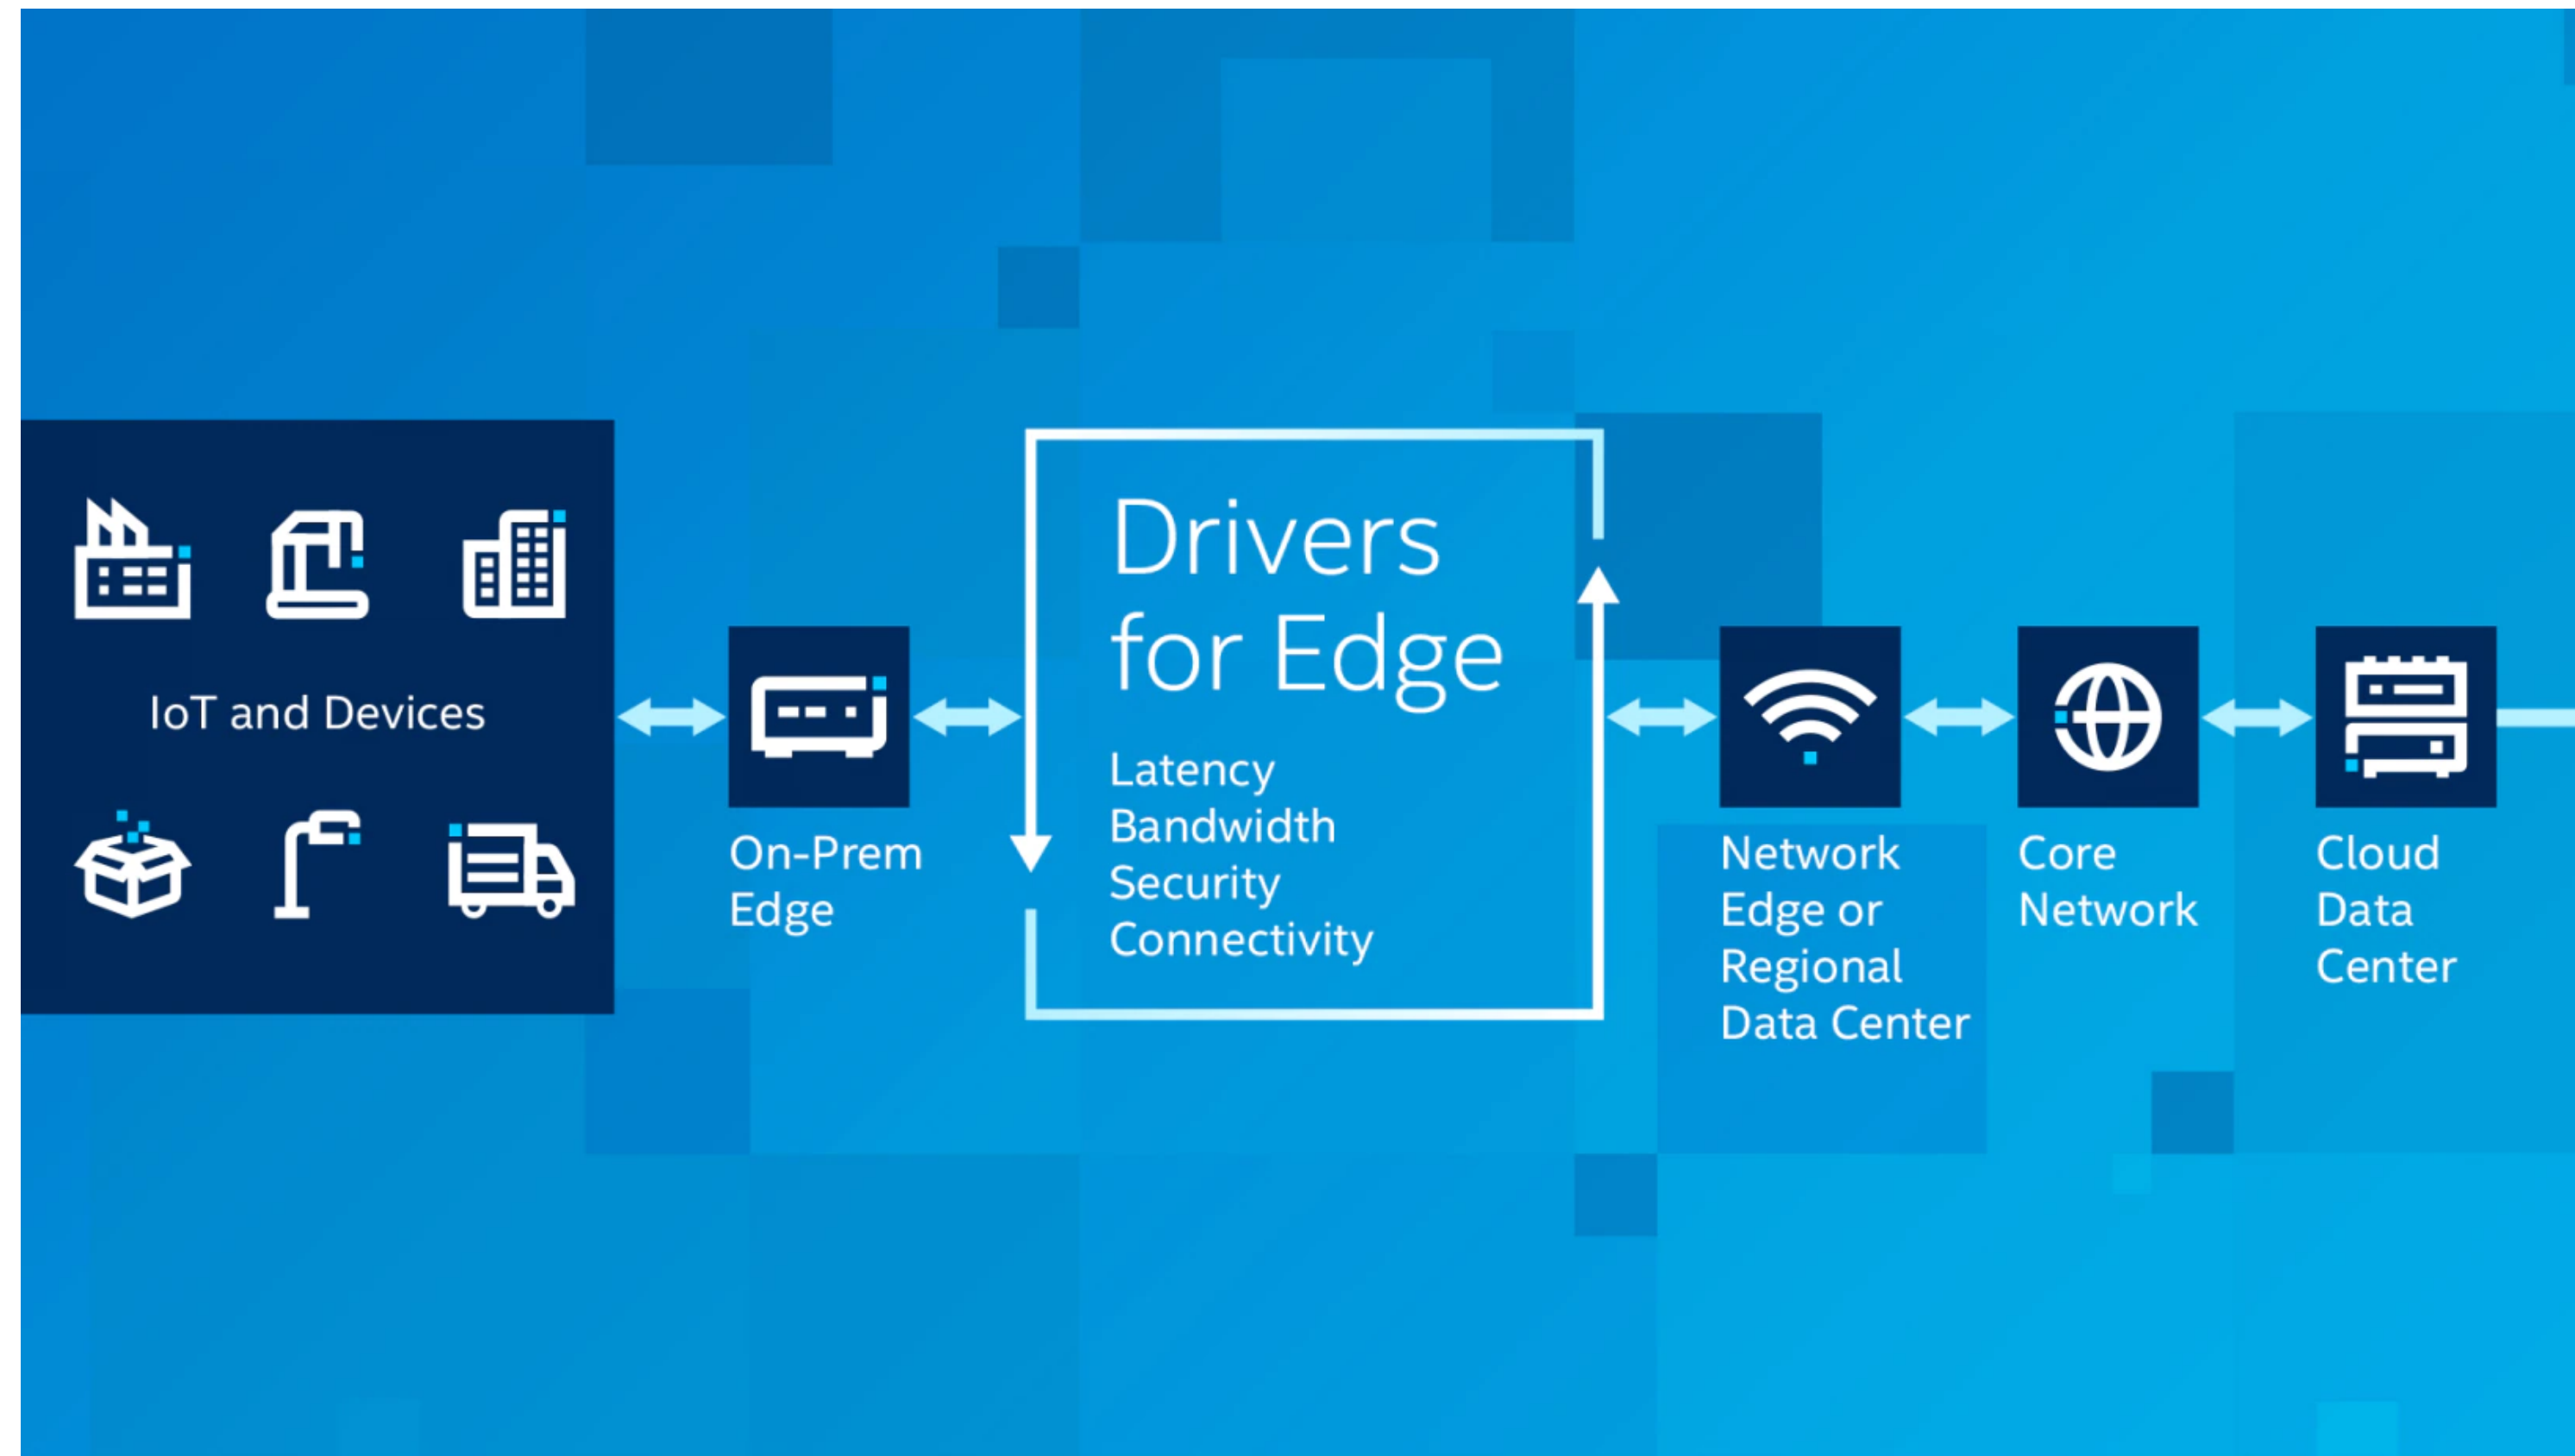 IoT and Devices
On-Prem
Edge
Drivers
for Edge
Latency
Bandwidth
Security
Connectivity
Network
Edge or
Regional
Data Center
Core
Network
Cloud
Data
Center